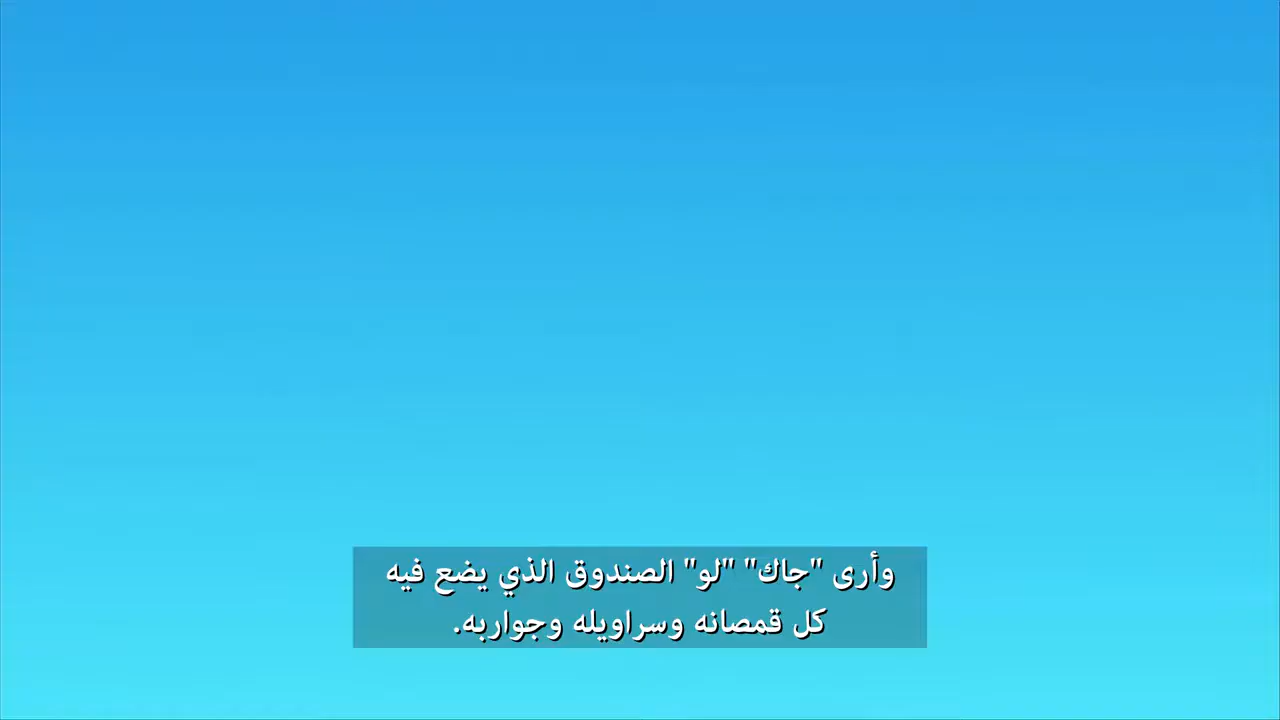 وأرى "جاك" "لو" الصندوق الذي يضع فيه
كل قمصانه وسراويله وجواربه.